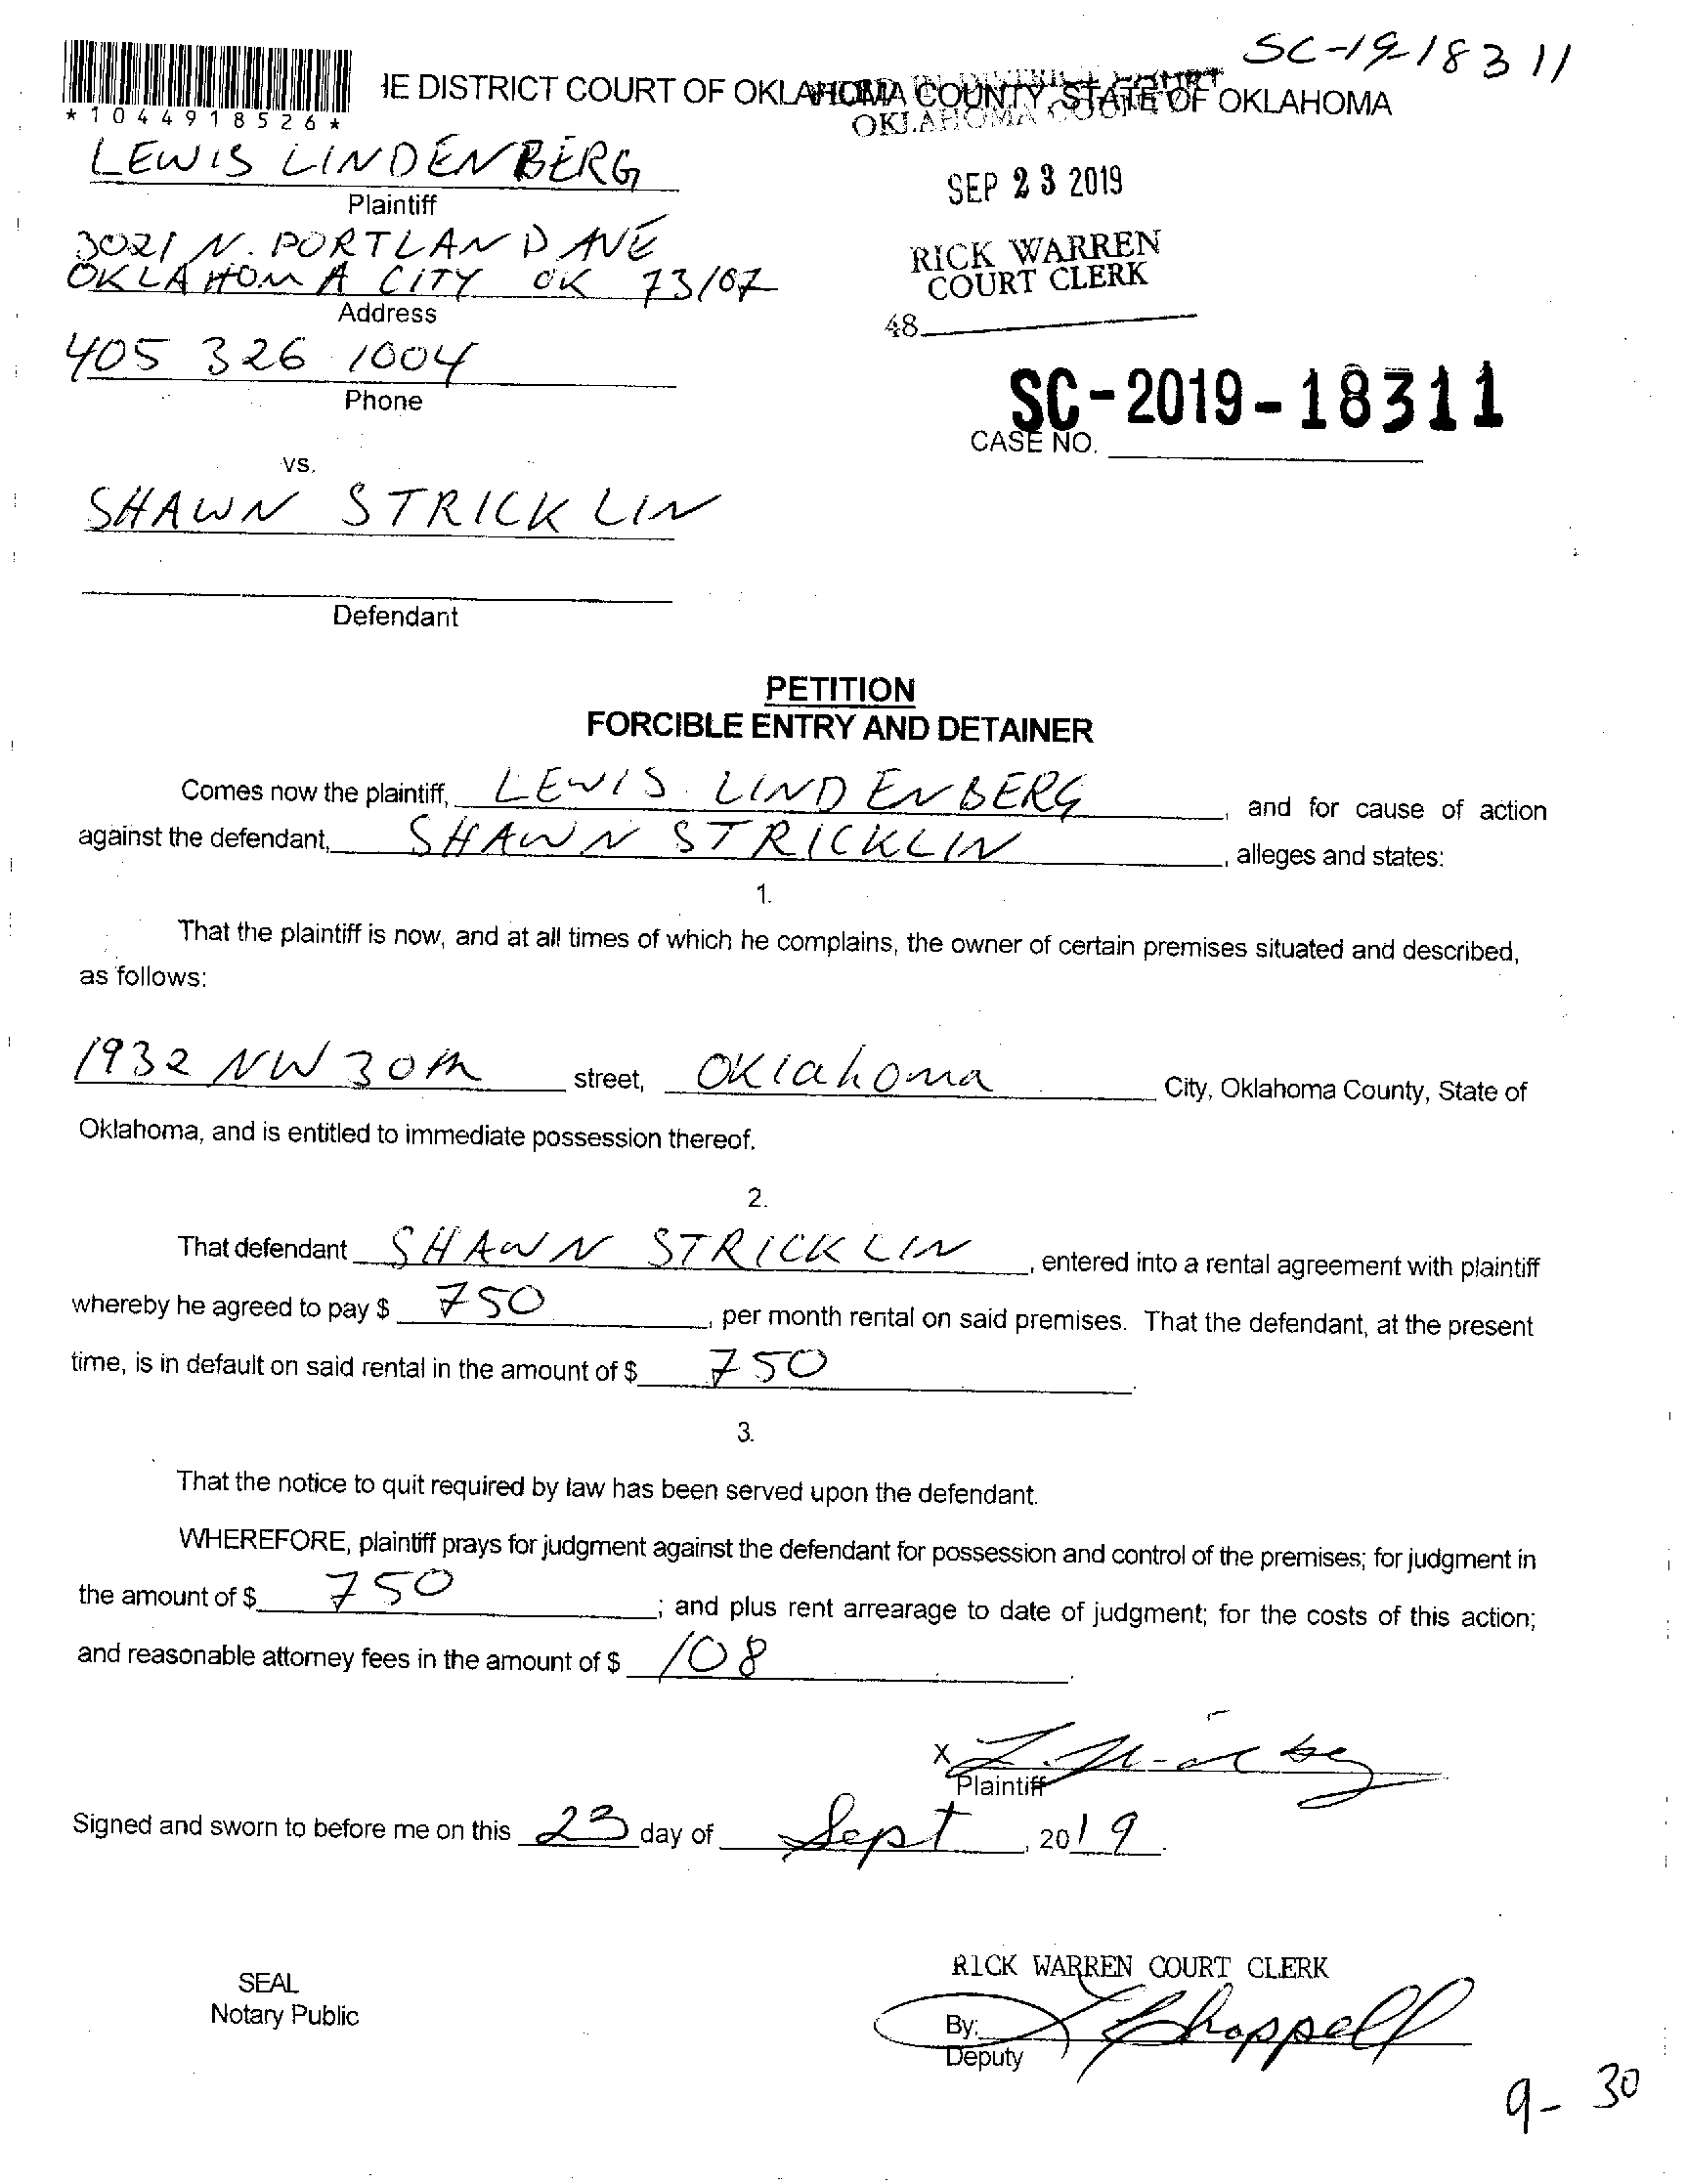 SC-19-18311
IE DISTRICT COURT OF OKLAHOMA COUNTY, STATE OF OKLAHOMA
OKLAHOMA COUNTY
*1044918526*
LEWIS LINDENBERG
Plaintiff
SEP 23 2019
3021 N. PORTLAND AVE
OKLAHOMA CITY OK 73107
Address
RICK WARREN
COURT CLERK
48
405 326 1004
Phone
SC-2019-18311
CASE NO.
vs.
SHAWN STRICKLIN
Defendant
PETITION
FORCIBLE ENTRY AND DETAINER
Comes now the plaintiff, LEWIS LINDENBERG, and for cause of action
against the defendant, SHAWN STRICKLIN, alleges and states:
1.
That the plaintiff is now, and at all times of which he complains, the owner of certain premises situated and described,
as follows:
1932 NW 30th street, Oklahoma City, Oklahoma County, State of
Oklahoma, and is entitled to immediate possession thereof.
2.
That defendant SHAWN STRICKLIN, entered into a rental agreement with plaintiff
whereby he agreed to pay $ 750, per month rental on said premises. That the defendant, at the present
time, is in default on said rental in the amount of $ 750.
3.
That the notice to quit required by law has been served upon the defendant.
WHEREFORE, plaintiff prays for judgment against the defendant for possession and control of the premises; for judgment in
the amount of $ 750; and plus rent arrearage to date of judgment; for the costs of this action;
and reasonable attorney fees in the amount of $ 108.
X
Plaintiff
Signed and sworn to before me on this 23 day of Sept, 2019.
RICK WARREN COURT CLERK
SEAL
Notary Public
By: Chappell
Deputy
9-30